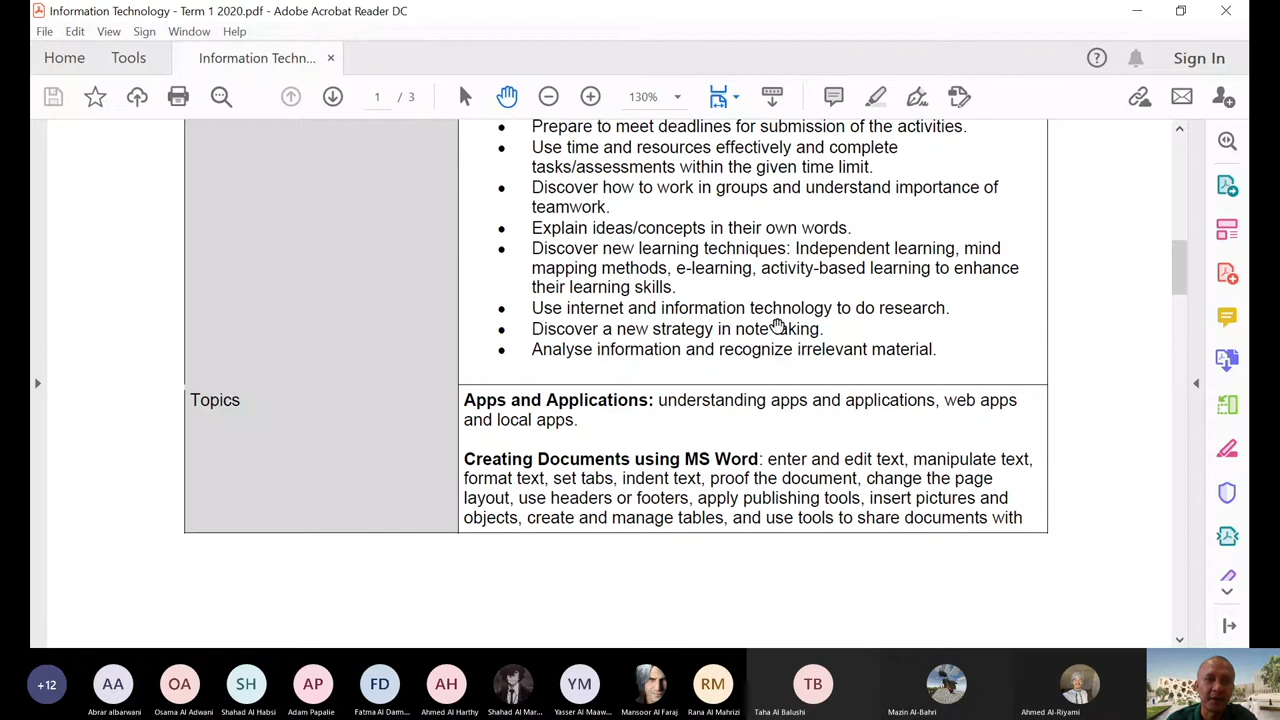 Information Technology - Term 1 2020.pdf - Adobe Acrobat Reader DC
File Edit View Sign Window Help
Home Tools Information Techn... × Sign In
1 / 3 130%
• Prepare to meet deadlines for submission of the activities.
• Use time and resources effectively and complete
tasks/assessments within the given time limit.
• Discover how to work in groups and understand importance of
teamwork.
• Explain ideas/concepts in their own words.
• Discover new learning techniques: Independent learning, mind
mapping methods, e-learning, activity-based learning to enhance
their learning skills.
• Use internet and information technology to do research.
• Discover a new strategy in note taking.
• Analyse information and recognize irrelevant material.
Topics
Apps and Applications: understanding apps and applications, web apps
and local apps.
Creating Documents using MS Word: enter and edit text, manipulate text,
format text, set tabs, indent text, proof the document, change the page
layout, use headers or footers, apply publishing tools, insert pictures and
objects, create and manage tables, and use tools to share documents with
+12 AA OA SH AP FD AH YM RM TB
Abrar albarwani Osama Al Adwani Shahad Al Habsi Adam Papalie Fatma Al Darm... Ahmed Al Harthy Shahad Al Mar... Yasser Al Maaw... Mansoor Al Faraj Rana Al Mahrizi Taha Al Balushi Mazin Al-Bahri Ahmed Al-Riyami